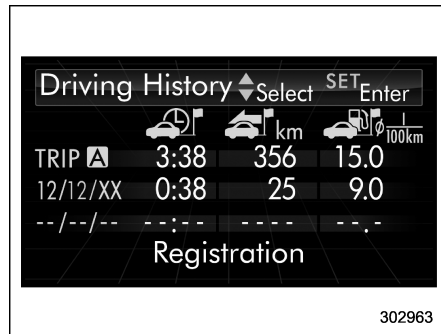 Driving History Select SET Enter
km ø l/100km
TRIP A 3:38 356 15.0
12/12/XX 0:38 25 9.0
--/--/-- --:-- ---- --.-
Registration
302963